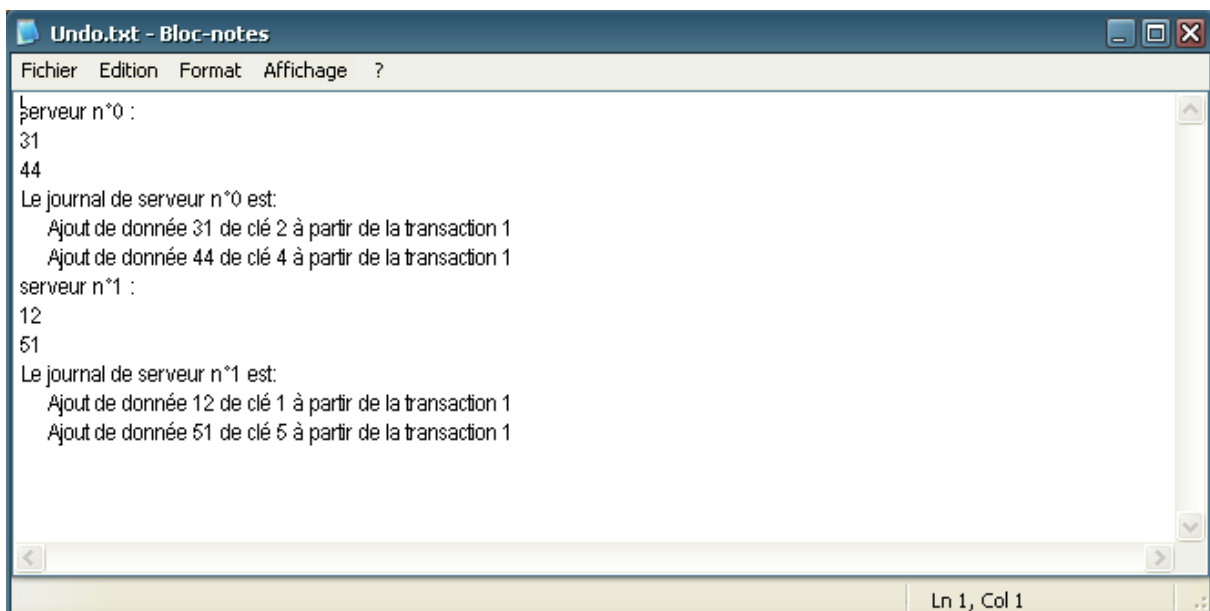 Undo.txt - Bloc-notes
Fichier Edition Format Affichage ?
serveur n°0 :
31
44
Le journal de serveur n°0 est:
Ajout de donnée 31 de clé 2 à partir de la transaction 1
Ajout de donnée 44 de clé 4 à partir de la transaction 1
serveur n°1 :
12
51
Le journal de serveur n°1 est:
Ajout de donnée 12 de clé 1 à partir de la transaction 1
Ajout de donnée 51 de clé 5 à partir de la transaction 1
Ln 1, Col 1